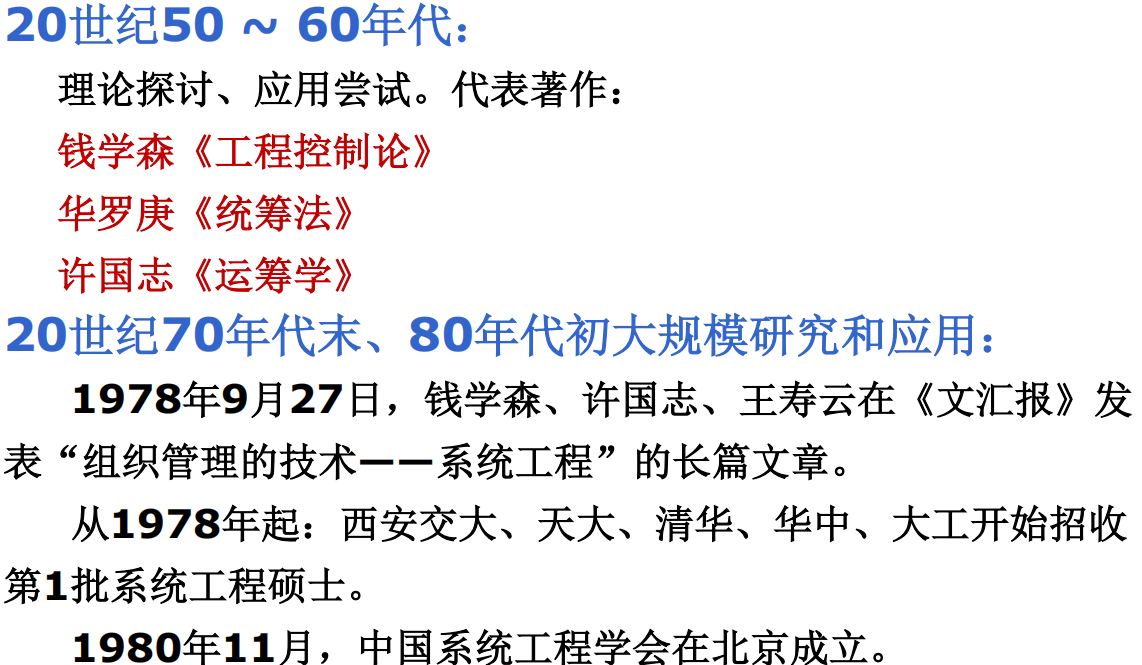 20世纪50 ~ 60年代：
理论探讨、应用尝试。代表著作：
钱学森《工程控制论》
华罗庚《统筹法》
许国志《运筹学》
20世纪70年代末、80年代初大规模研究和应用：
1978年9月27日，钱学森、许国志、王寿云在《文汇报》发
表“组织管理的技术——系统工程”的长篇文章。
从1978年起：西安交大、天大、清华、华中、大工开始招收
第1批系统工程硕士。
1980年11月，中国系统工程学会在北京成立。